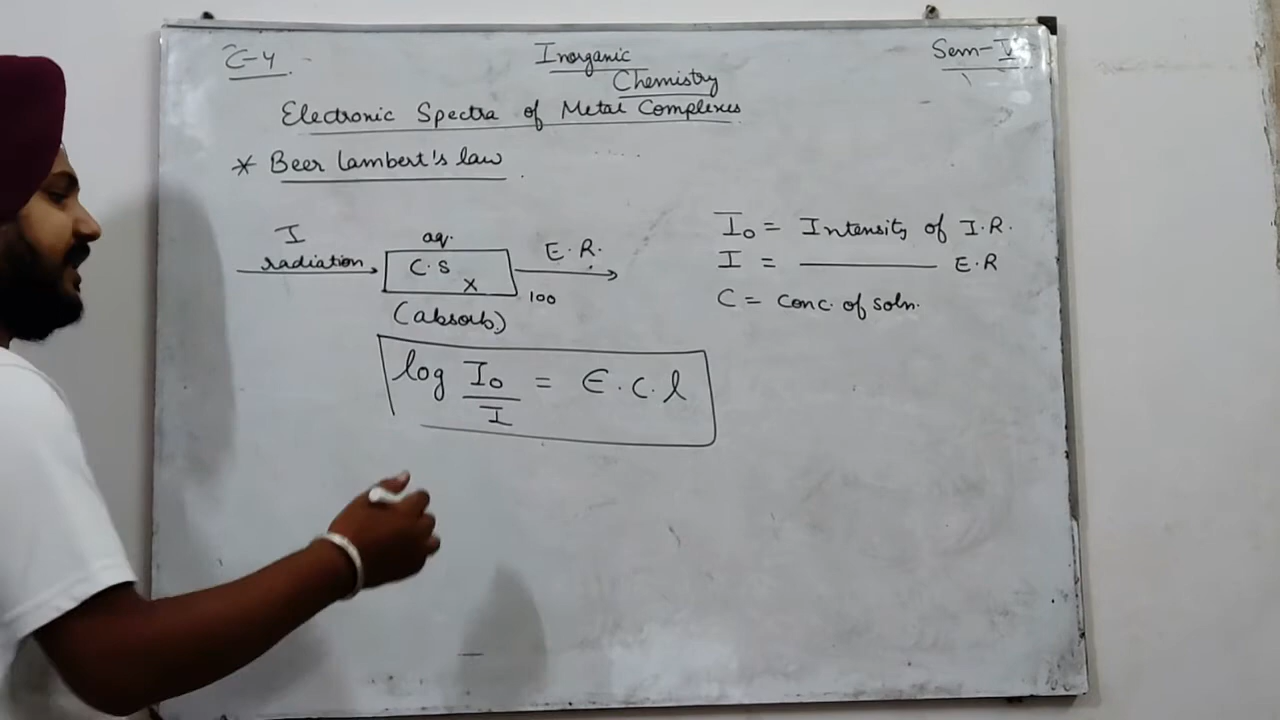 C-4
Inorganic
Chemistry
Sem-V
Electronic Spectra of Metal Complexes
* Beer Lambert's law
I
radiation
aq.
C.S
X
(absorb.)
E.R.
100
I₀ = Intensity of I.R.
I = ———— E.R
C = Conc. of soln.
log I₀/I = ε.c.l